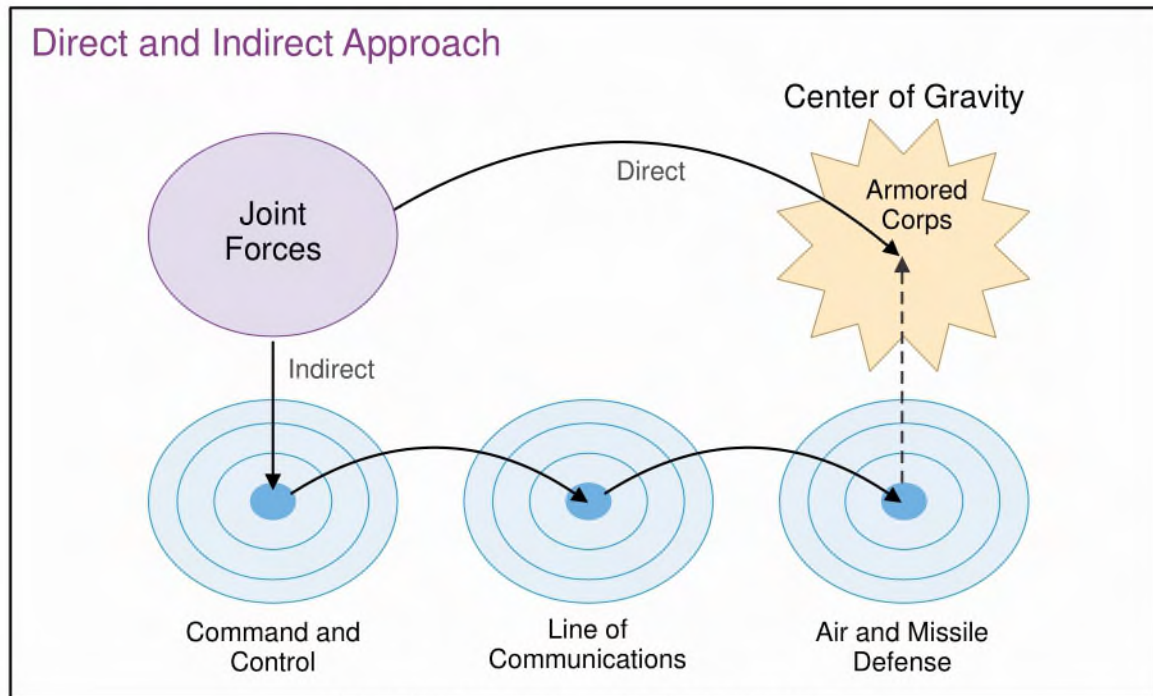 Direct and Indirect Approach
Center of Gravity
Direct
Armored
Corps
Joint
Forces
Indirect
Command and
Control
Line of
Communications
Air and Missile
Defense